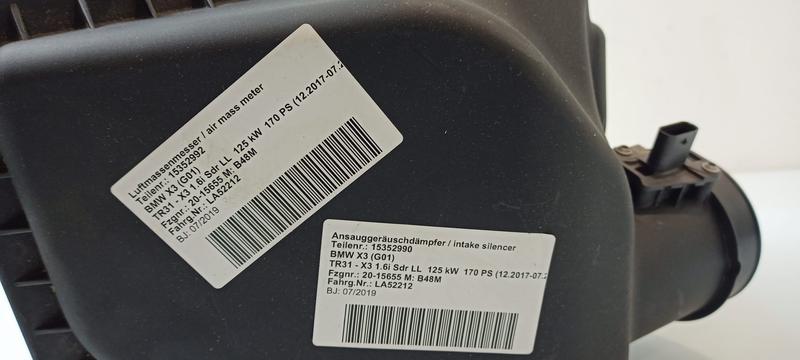 Luftmassenmesser / air mass meter
Teilenr.: 15352992
BMW X3 (G01)
TR31 - X3 1.6i Sdr LL 125 kW 170 PS (12.2017-07.2
Fzgnr.: 20-15655 M: B48M
Fahrg.Nr.: LA52212
BJ: 07/2019
Ansauggeräuschdämpfer / intake silencer
Teilenr.: 15352990
BMW X3 (G01)
TR31 - X3 1.6i Sdr LL 125 kW 170 PS (12.2017-07.2
Fzgnr.: 20-15655 M: B48M
Fahrg.Nr.: LA52212
BJ: 07/2019